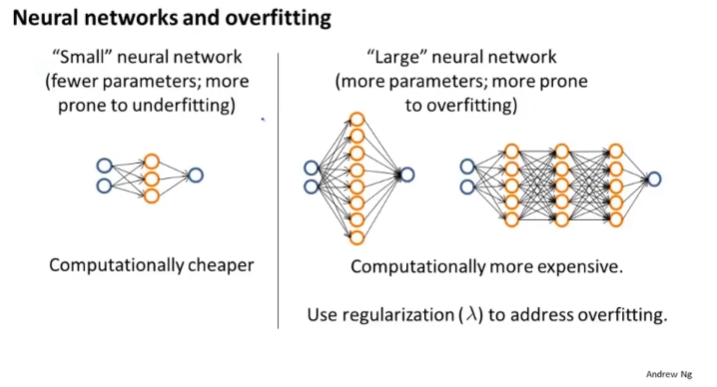 Neural networks and overfitting
“Small” neural network
(fewer parameters; more
prone to underfitting)
Computationally cheaper
“Large” neural network
(more parameters; more prone
to overfitting)
Computationally more expensive.
Use regularization (λ) to address overfitting.
Andrew Ng